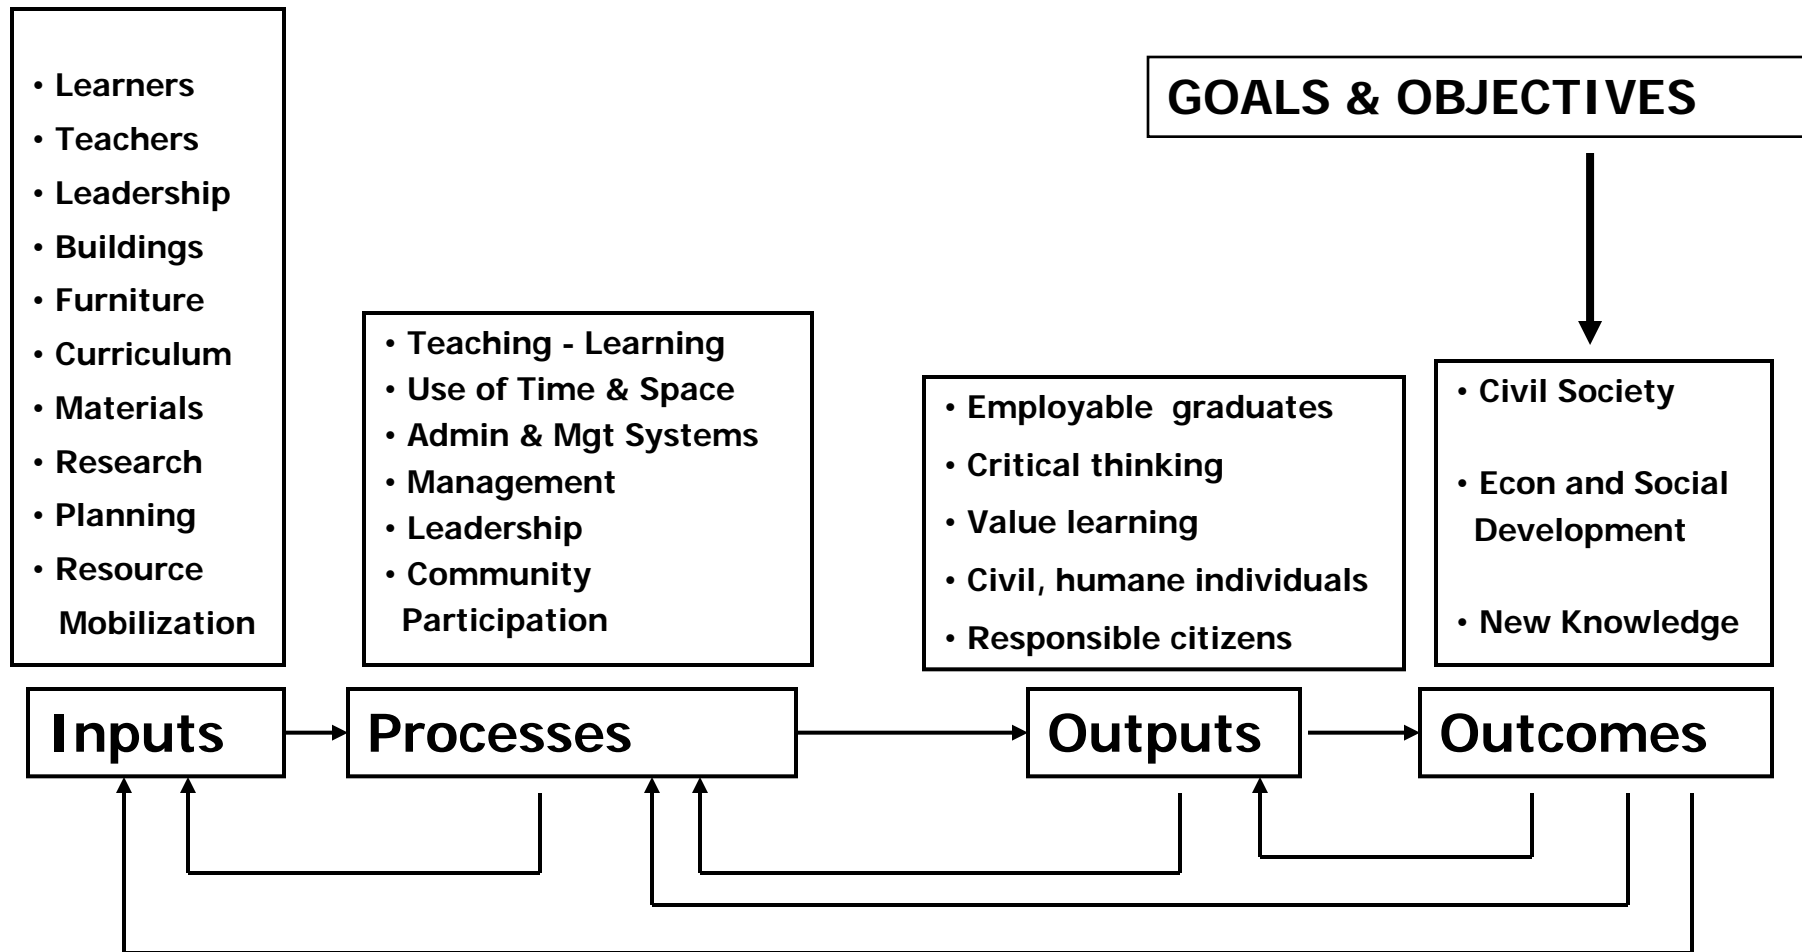 • Learners
• Teachers
• Leadership
• Buildings
• Furniture
• Curriculum
• Materials
• Research
• Planning
• Resource
Mobilization
• Teaching - Learning
• Use of Time & Space
• Admin & Mgt Systems
• Management
• Leadership
• Community
Participation
GOALS & OBJECTIVES
• Employable graduates
• Critical thinking
• Value learning
• Civil, humane individuals
• Responsible citizens
• Civil Society
• Econ and Social
Development
• New Knowledge
Inputs
Processes
Outputs
Outcomes